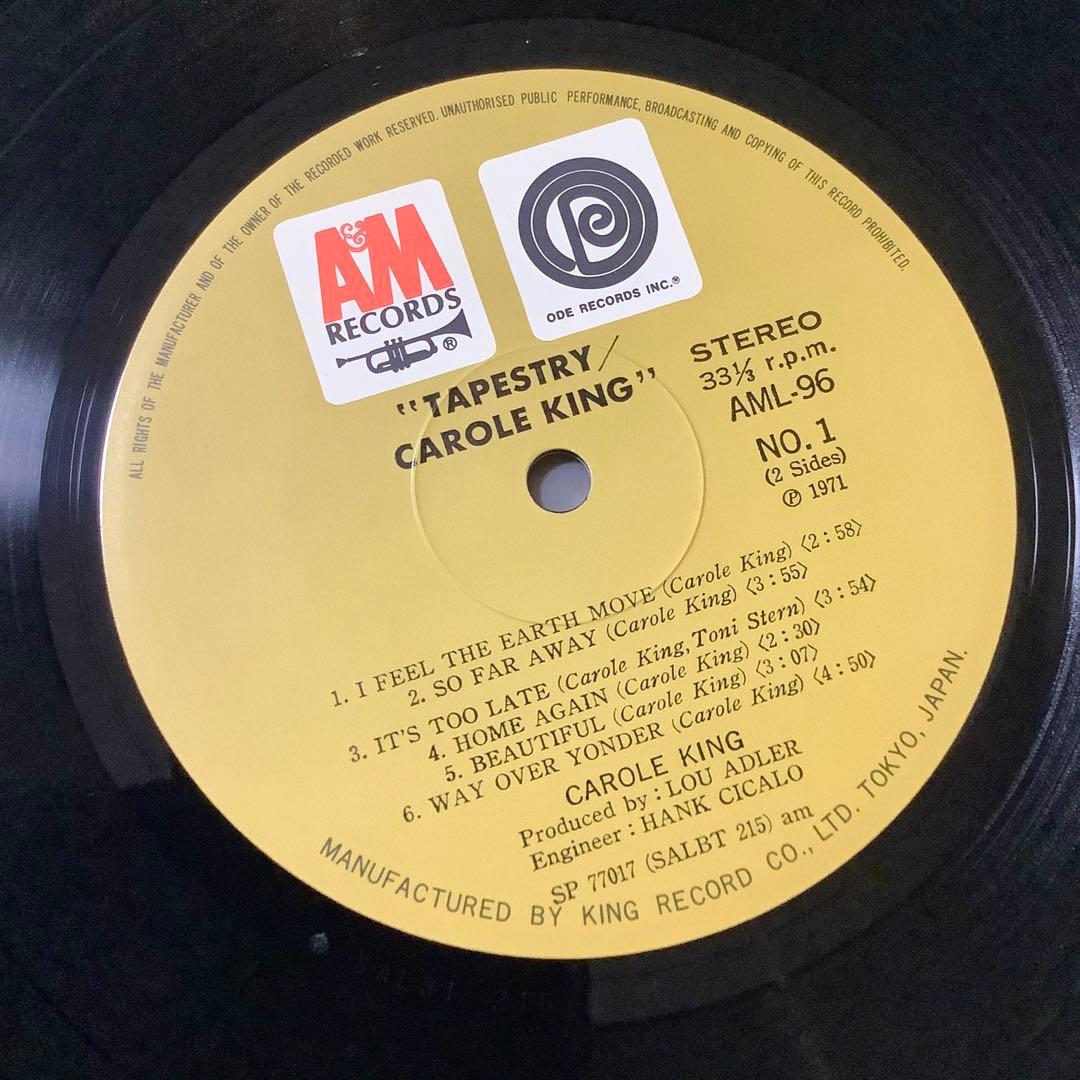 ALL RIGHTS OF THE MANUFACTURER AND OF THE OWNER OF THE RECORDED WORK RESERVED. UNAUTHORISED PUBLIC PERFORMANCE, BROADCASTING AND COPYING OF THIS RECORD PROHIBITED.
A&M
RECORDS
®
ODE RECORDS INC.®
"TAPESTRY/
CAROLE KING"
STEREO
33⅓ r.p.m.
AML-96
NO. 1
(2 Sides)
℗ 1971
1. I FEEL THE EARTH MOVE (Carole King) 〈2:58〉
2. SO FAR AWAY (Carole King) 〈3:55〉
3. IT'S TOO LATE (Carole King, Toni Stern) 〈3:54〉
4. HOME AGAIN (Carole King) 〈2:30〉
5. BEAUTIFUL (Carole King) 〈3:07〉
6. WAY OVER YONDER (Carole King) 〈4:50〉
CAROLE KING
Produced by : LOU ADLER
Engineer : HANK CICALO
SP 77017 (SALBT 215) am
MANUFACTURED BY KING RECORD CO., LTD. TOKYO, JAPAN.